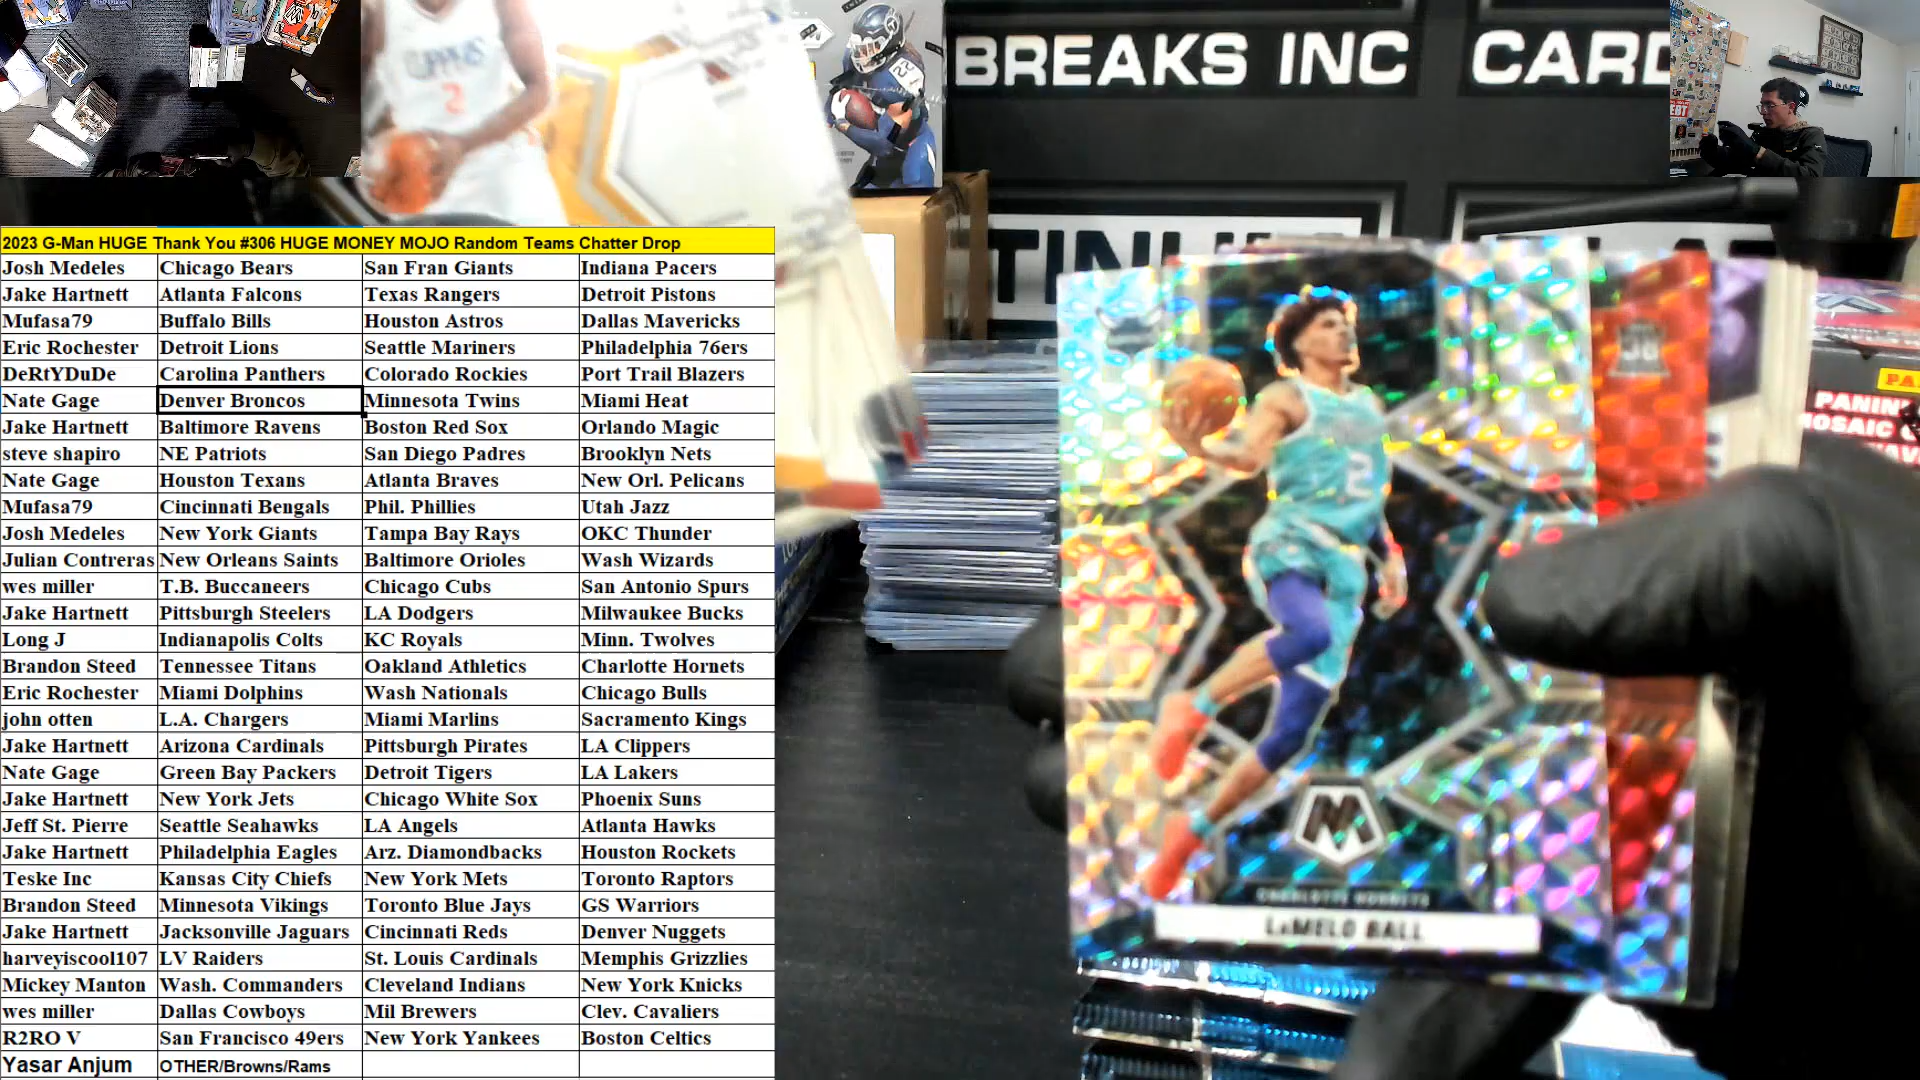 CLIPPERS
2
22
BREAKS INC CARD
2023 G-Man HUGE Thank You #306 HUGE MONEY MOJO Random Teams Chatter Drop
Josh Medeles Chicago Bears San Fran Giants Indiana Pacers
Jake Hartnett Atlanta Falcons Texas Rangers Detroit Pistons
Mufasa79 Buffalo Bills Houston Astros Dallas Mavericks
Eric Rochester Detroit Lions Seattle Mariners Philadelphia 76ers
DeRtYDuDe Carolina Panthers Colorado Rockies Port Trail Blazers
Nate Gage Denver Broncos Minnesota Twins Miami Heat
Jake Hartnett Baltimore Ravens Boston Red Sox Orlando Magic
steve shapiro NE Patriots San Diego Padres Brooklyn Nets
Nate Gage Houston Texans Atlanta Braves New Orl. Pelicans
Mufasa79 Cincinnati Bengals Phil. Phillies Utah Jazz
Josh Medeles New York Giants Tampa Bay Rays OKC Thunder
Julian Contreras New Orleans Saints Baltimore Orioles Wash Wizards
wes miller T.B. Buccaneers Chicago Cubs San Antonio Spurs
Jake Hartnett Pittsburgh Steelers LA Dodgers Milwaukee Bucks
Long J Indianapolis Colts KC Royals Minn. Twolves
Brandon Steed Tennessee Titans Oakland Athletics Charlotte Hornets
Eric Rochester Miami Dolphins Wash Nationals Chicago Bulls
john otten L.A. Chargers Miami Marlins Sacramento Kings
Jake Hartnett Arizona Cardinals Pittsburgh Pirates LA Clippers
Nate Gage Green Bay Packers Detroit Tigers LA Lakers
Jake Hartnett New York Jets Chicago White Sox Phoenix Suns
Jeff St. Pierre Seattle Seahawks LA Angels Atlanta Hawks
Jake Hartnett Philadelphia Eagles Arz. Diamondbacks Houston Rockets
Teske Inc Kansas City Chiefs New York Mets Toronto Raptors
Brandon Steed Minnesota Vikings Toronto Blue Jays GS Warriors
Jake Hartnett Jacksonville Jaguars Cincinnati Reds Denver Nuggets
harveyiscool107 LV Raiders St. Louis Cardinals Memphis Grizzlies
Mickey Manton Wash. Commanders Cleveland Indians New York Knicks
wes miller Dallas Cowboys Mil Brewers Clev. Cavaliers
R2RO V San Francisco 49ers New York Yankees Boston Celtics
Yasar Anjum OTHER/Browns/Rams
TINU
2
CHARLOTTE HORNETS
LaMELO BALL
PANINI
MOSAIC